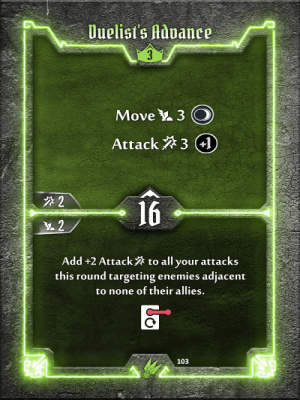 Duelist's Advance
3
Move 3
Attack 3 +1
2
16
2
Add +2 Attack to all your attacks
this round targeting enemies adjacent
to none of their allies.
103